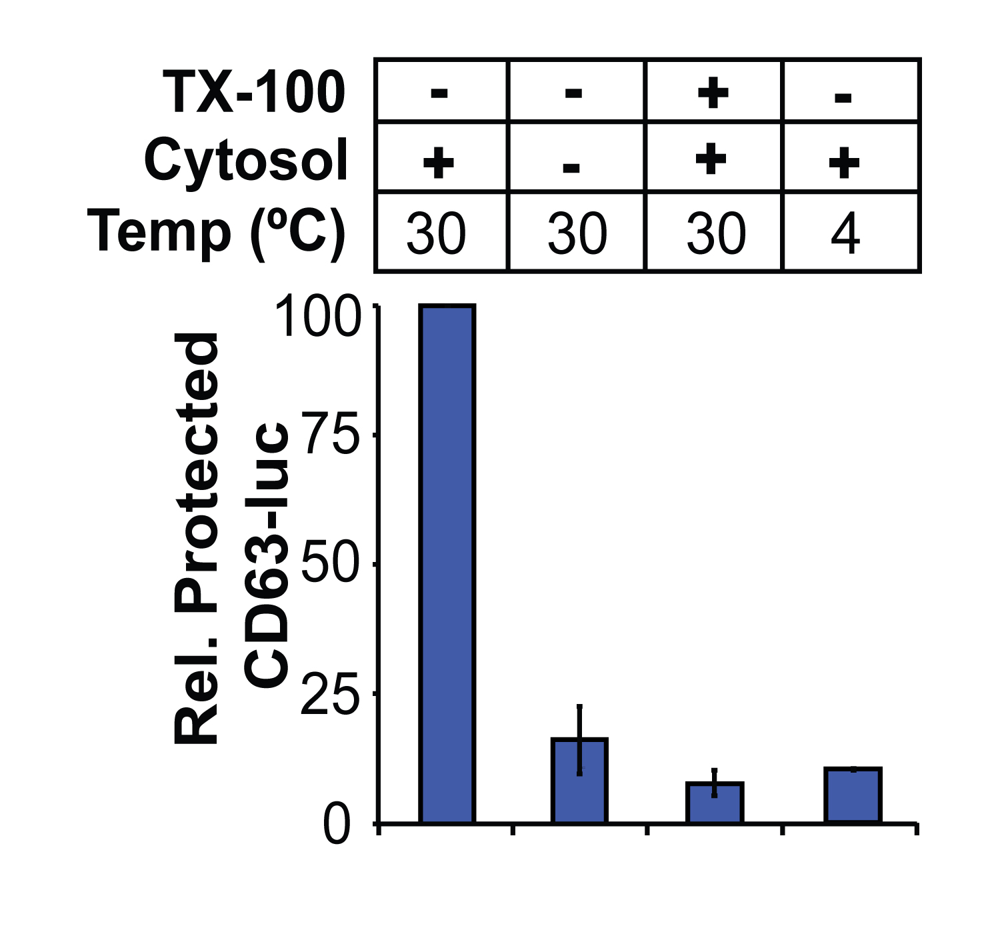 TX-100 - - + -
Cytosol + - + +
Temp (ºC) 30 30 30 4
Rel. Protected
CD63-luc
100
75
50
25
0